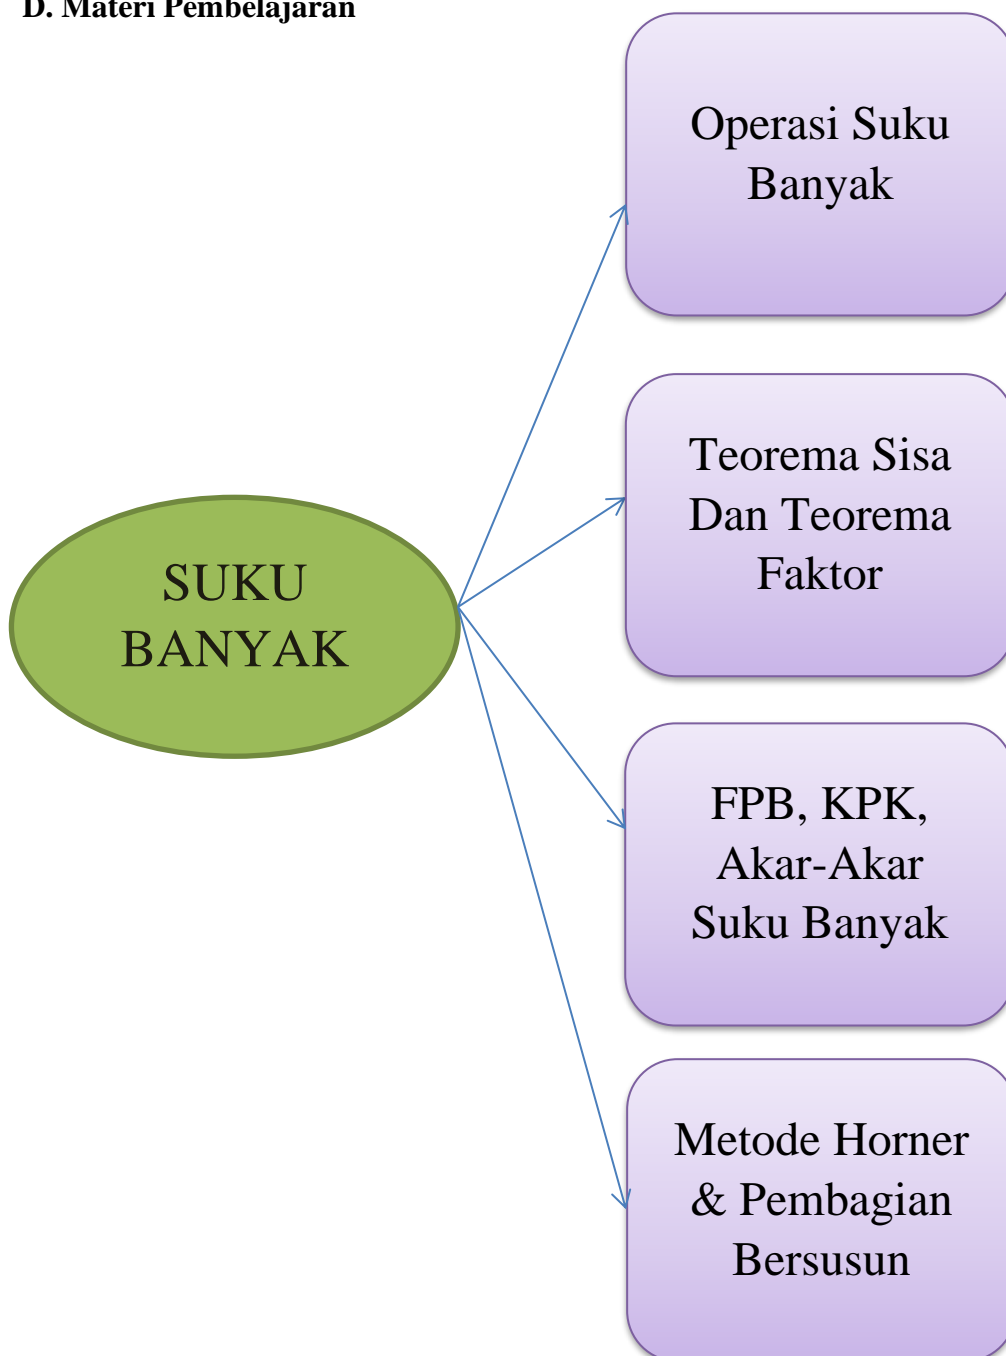 D. Materi Pembelajaran
Operasi Suku
Banyak
Teorema Sisa
Dan Teorema
Faktor
SUKU
BANYAK
FPB, KPK,
Akar-Akar
Suku Banyak
Metode Horner
& Pembagian
Bersusun